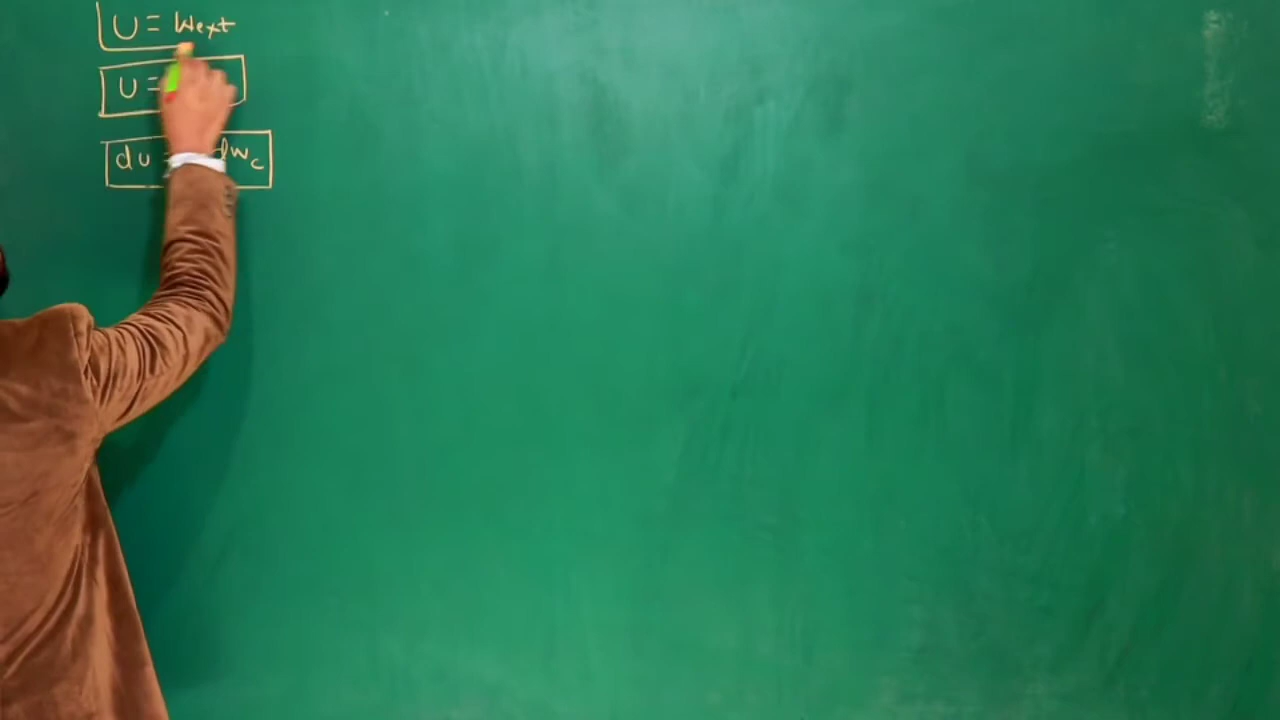 U = Wext
U =
du dwc